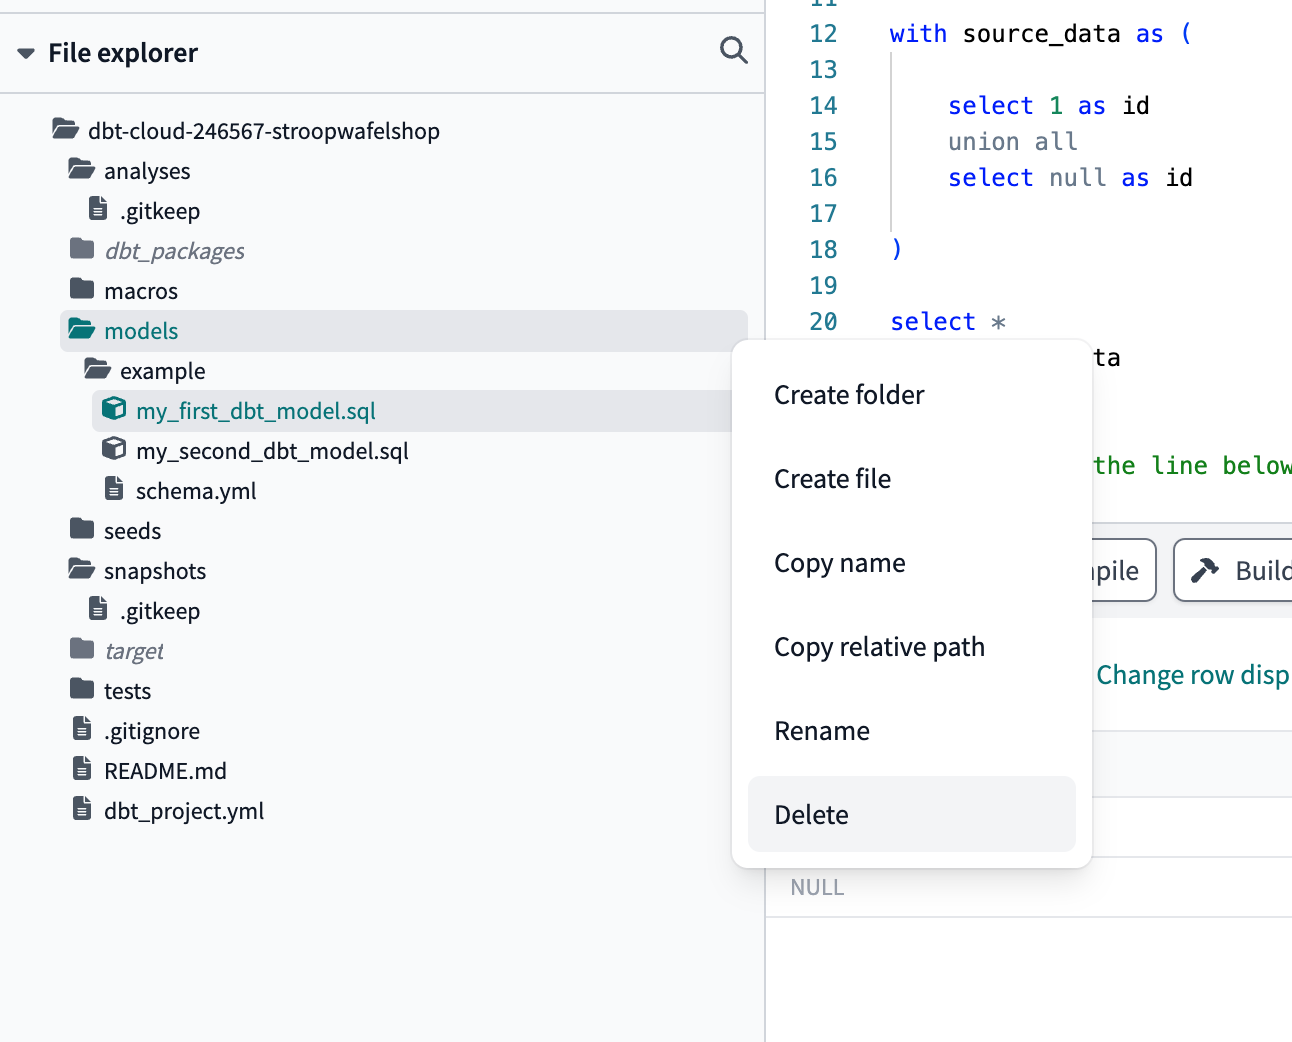 File explorer
dbt-cloud-246567-stroopwafelshop
analyses
.gitkeep
dbt_packages
macros
models
example
my_first_dbt_model.sql
my_second_dbt_model.sql
schema.yml
seeds
snapshots
.gitkeep
target
tests
.gitignore
README.md
dbt_project.yml
11
12 with source_data as (
13
14 select 1 as id
15 union all
16 select null as id
17
18 )
19
20 select *
ta
the line below
Create folder
Create file
Copy name
Copy relative path
Rename
Delete
pile
Build
Change row disp
NULL